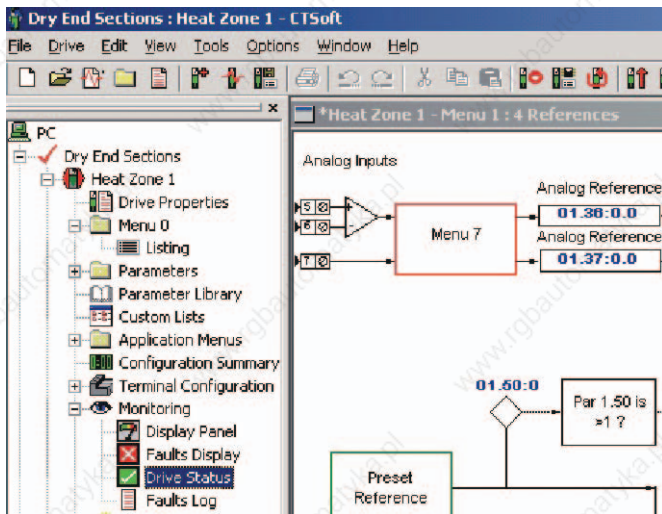 Dry End Sections : Heat Zone 1 - CTSoft
File Drive Edit View Tools Options Window Help
PC
Dry End Sections
Heat Zone 1
Drive Properties
Menu 0
Listing
Parameters
Parameter Library
Custom Lists
Application Menus
Configuration Summary
Terminal Configuration
Monitoring
Display Panel
Faults Display
Drive Status
Faults Log
*Heat Zone 1 - Menu 1 : 4 References
Analog Inputs
5
6
7
Menu 7
Analog Reference
01.36:0.0
Analog Reference
01.37:0.0
01.50:0
Par 1.50 is
>1 ?
Preset
Reference
www.rgbautomatyka.pl